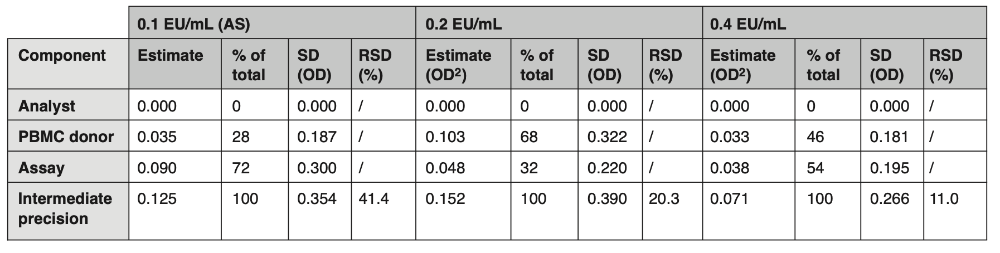 0.1 EU/mL (AS) 0.2 EU/mL 0.4 EU/mL
Component Estimate % of total SD (OD) RSD (%) Estimate (OD²) % of total SD (OD) RSD (%) Estimate (OD²) % of total SD (OD) RSD (%)
Analyst 0.000 0 0.000 / 0.000 0 0.000 / 0.000 0 0.000 /
PBMC donor 0.035 28 0.187 / 0.103 68 0.322 / 0.033 46 0.181 /
Assay 0.090 72 0.300 / 0.048 32 0.220 / 0.038 54 0.195 /
Intermediate precision 0.125 100 0.354 41.4 0.152 100 0.390 20.3 0.071 100 0.266 11.0